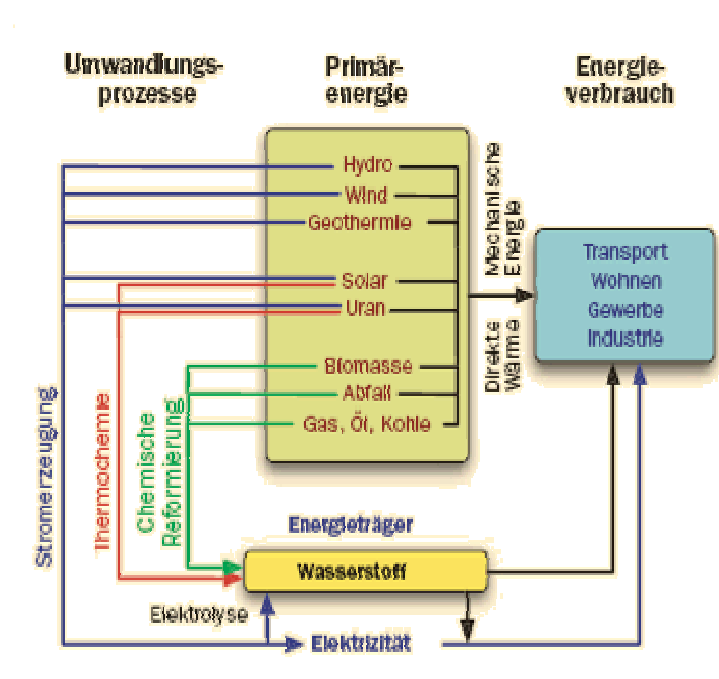 Umwandlungs-
prozesse
Primär-
energie
Energie-
verbrauch
Hydro
Wind
Geothermie
Solar
Uran
Biomasse
Abfall
Gas, Öl, Kohle
Mechanische
Energie
Direkte
Wärme
Transport
Wohnen
Gewerbe
Industrie
Stromerzeugung
Thermochemie
Chemische
Reformierung
Energieträger
Wasserstoff
Elektrolyse
Elektrizität